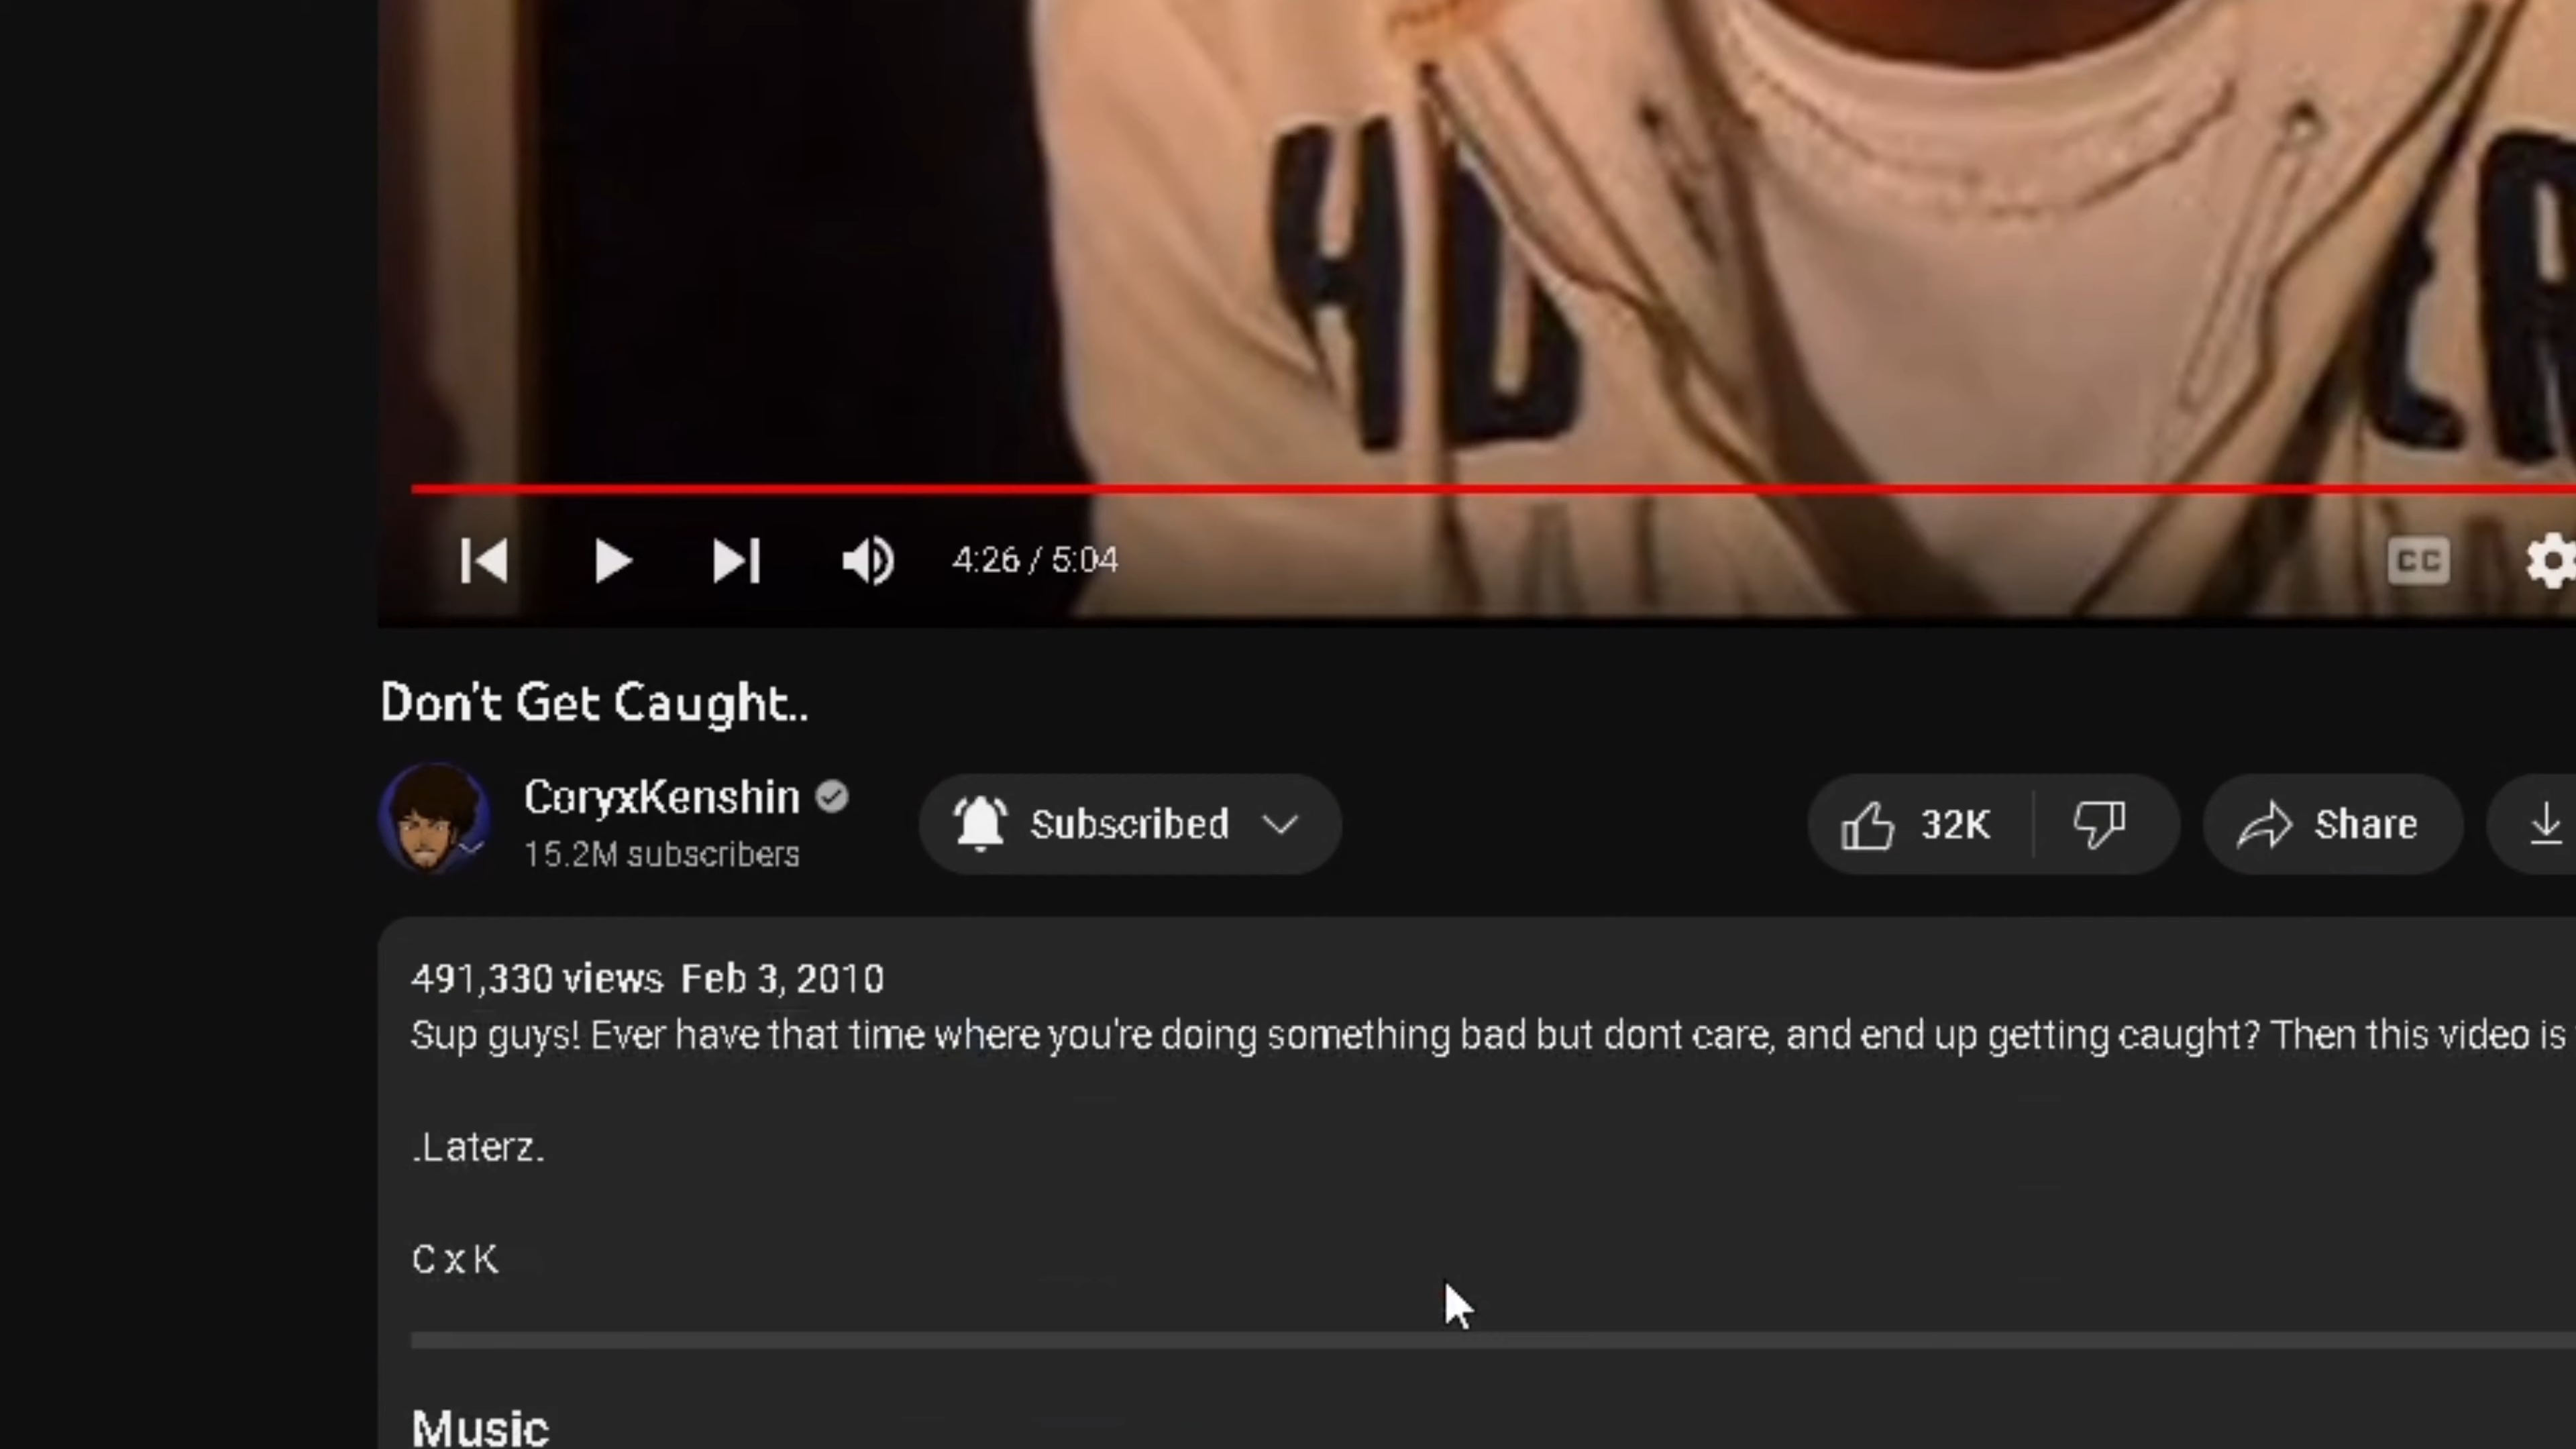 4:26 / 5:04
CC
Don't Get Caught..
CoryxKenshin
15.2M subscribers
Subscribed
32K
Share
491,330 views Feb 3, 2010
Sup guys! Ever have that time where you're doing something bad but dont care, and end up getting caught? Then this video is
.Laterz.
C x K
Music